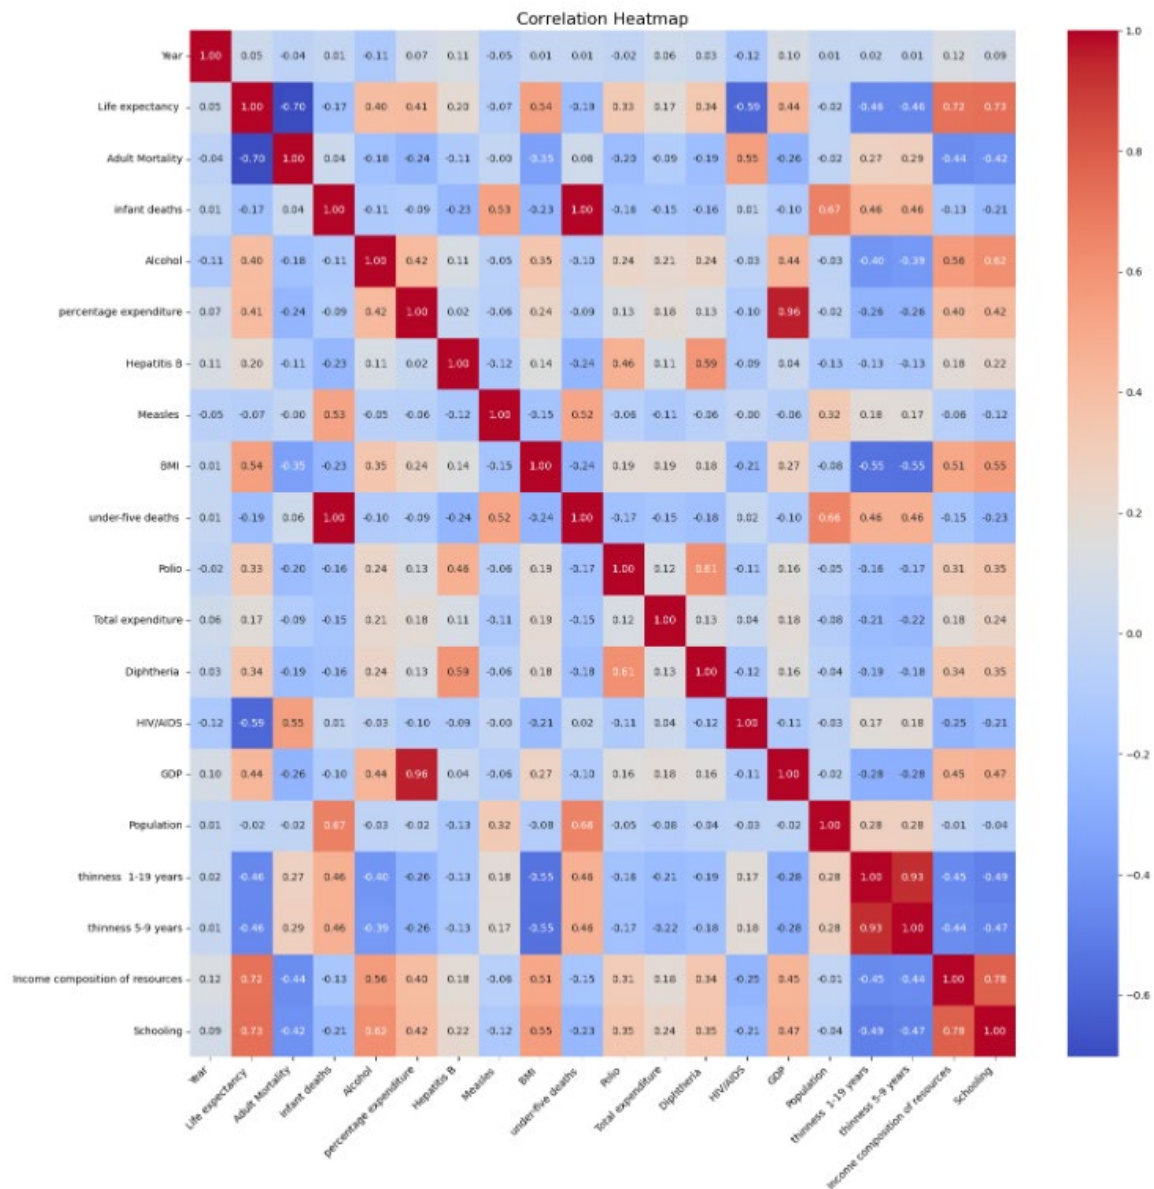 Correlation Heatmap
Year 1.00 0.05 -0.04 0.01 -0.11 0.07 0.11 -0.05 0.01 0.01 -0.02 0.06 0.03 -0.12 0.10 0.01 0.02 0.01 0.12 0.09
Life expectancy 0.05 1.00 -0.70 -0.17 0.40 0.41 0.20 -0.07 0.54 -0.19 0.33 0.17 0.34 -0.59 0.44 -0.02 -0.46 -0.46 0.72 0.73
Adult Mortality -0.04 -0.70 1.00 0.04 -0.18 -0.24 -0.11 -0.00 -0.35 0.06 -0.20 -0.09 -0.19 0.55 -0.26 -0.02 0.27 0.29 -0.44 -0.42
infant deaths 0.01 -0.17 0.04 1.00 -0.11 -0.09 -0.23 0.53 -0.23 1.00 -0.16 -0.15 -0.16 0.01 -0.10 0.67 0.46 0.46 -0.13 -0.21
Alcohol -0.11 0.40 -0.18 -0.11 1.00 0.42 0.11 -0.05 0.35 -0.10 0.24 0.21 0.24 -0.03 0.44 -0.03 -0.40 -0.39 0.56 0.62
percentage expenditure 0.07 0.41 -0.24 -0.09 0.42 1.00 0.02 -0.06 0.24 -0.09 0.13 0.18 0.13 -0.10 0.96 -0.02 -0.26 -0.26 0.40 0.42
Hepatitis B 0.11 0.20 -0.11 -0.23 0.11 0.02 1.00 -0.12 0.14 -0.24 0.46 0.11 0.59 -0.09 0.04 -0.13 -0.13 -0.13 0.18 0.22
Measles -0.05 -0.07 -0.00 0.53 -0.05 -0.06 -0.12 1.00 -0.15 0.52 -0.06 -0.11 -0.06 -0.00 -0.06 0.32 0.18 0.17 -0.06 -0.12
BMI 0.01 0.54 -0.35 -0.23 0.35 0.24 0.14 -0.15 1.00 -0.24 0.19 0.19 0.18 -0.21 0.27 -0.08 -0.55 -0.55 0.51 0.55
under-five deaths 0.01 -0.19 0.06 1.00 -0.10 -0.09 -0.24 0.52 -0.24 1.00 -0.17 -0.15 -0.18 0.02 -0.10 0.66 0.46 0.46 -0.15 -0.23
Polio -0.02 0.33 -0.20 -0.16 0.24 0.13 0.46 -0.06 0.19 -0.17 1.00 0.12 0.61 -0.11 0.16 -0.05 -0.16 -0.17 0.31 0.35
Total expenditure 0.06 0.17 -0.09 -0.15 0.21 0.18 0.11 -0.11 0.19 -0.15 0.12 1.00 0.13 0.04 0.18 -0.08 -0.21 -0.22 0.18 0.24
Diphtheria 0.03 0.34 -0.19 -0.16 0.24 0.13 0.59 -0.06 0.18 -0.18 0.61 0.13 1.00 -0.12 0.16 -0.04 -0.19 -0.18 0.34 0.35
HIV/AIDS -0.12 -0.59 0.55 0.01 -0.03 -0.10 -0.09 -0.00 -0.21 0.02 -0.11 0.04 -0.12 1.00 -0.11 -0.03 0.17 0.18 -0.25 -0.21
GDP 0.10 0.44 -0.26 -0.10 0.44 0.96 0.04 -0.06 0.27 -0.10 0.16 0.18 0.16 -0.11 1.00 -0.02 -0.28 -0.28 0.45 0.47
Population 0.01 -0.02 -0.02 0.67 -0.03 -0.02 -0.13 0.32 -0.08 0.66 -0.05 -0.08 -0.04 -0.03 -0.02 1.00 0.28 0.28 -0.01 -0.04
thinness 1-19 years 0.02 -0.46 0.27 0.46 -0.40 -0.26 -0.13 0.18 -0.55 0.46 -0.16 -0.21 -0.19 0.17 -0.28 0.28 1.00 0.93 -0.45 -0.49
thinness 5-9 years 0.01 -0.46 0.29 0.46 -0.39 -0.26 -0.13 0.17 -0.55 0.46 -0.17 -0.22 -0.18 0.18 -0.28 0.28 0.93 1.00 -0.44 -0.47
Income composition of resources 0.12 0.72 -0.44 -0.13 0.56 0.40 0.18 -0.06 0.51 -0.15 0.31 0.18 0.34 -0.25 0.45 -0.01 -0.45 -0.44 1.00 0.78
Schooling 0.09 0.73 -0.42 -0.21 0.62 0.42 0.22 -0.12 0.55 -0.23 0.35 0.24 0.35 -0.21 0.47 -0.04 -0.49 -0.47 0.78 1.00
Year
Life expectancy
Adult Mortality
infant deaths
Alcohol
percentage expenditure
Hepatitis B
Measles
BMI
under-five deaths
Polio
Total expenditure
Diphtheria
HIV/AIDS
GDP
Population
thinness 1-19 years
thinness 5-9 years
Income composition of resources
Schooling
1.0
0.8
0.6
0.4
0.2
0.0
−0.2
−0.4
−0.6